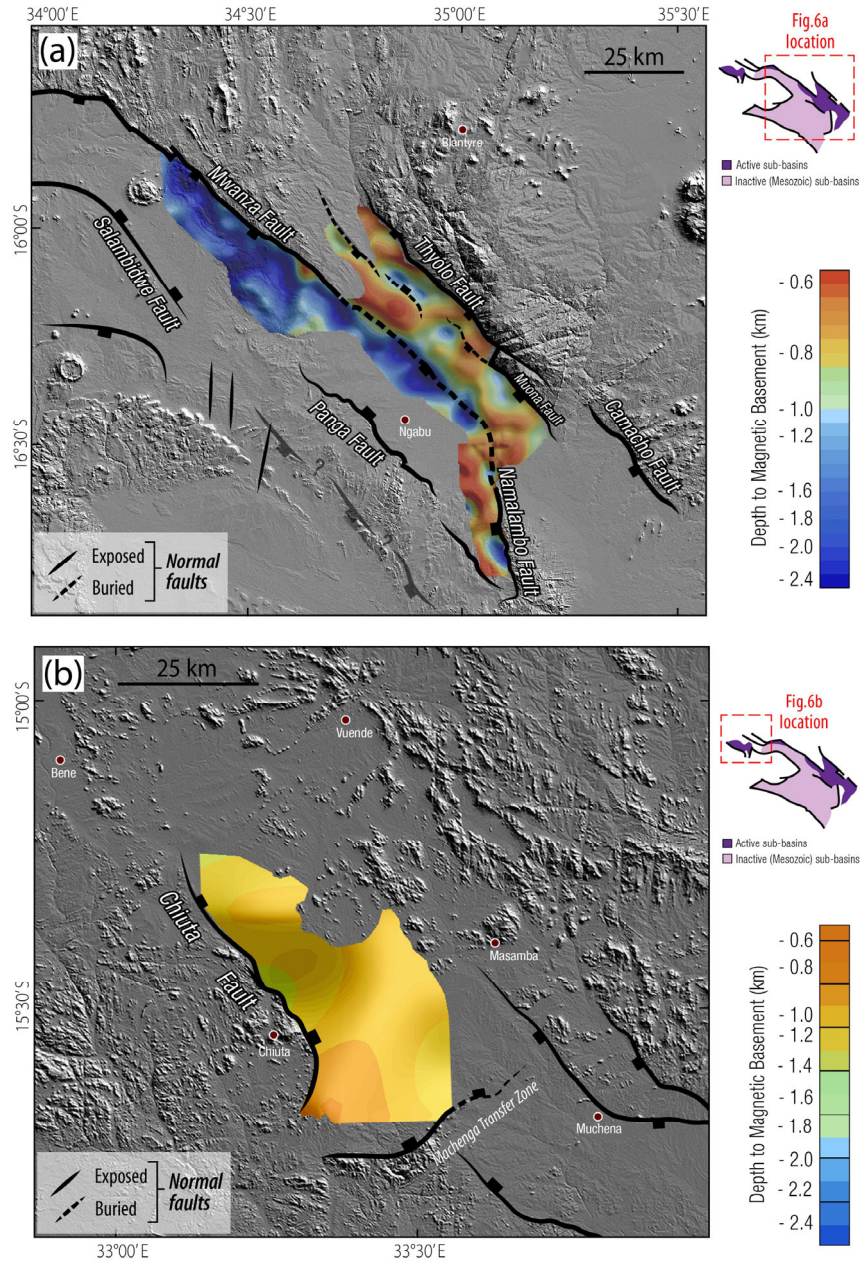 34°00'E
34°30'E
35°00'E
35°30'E
(a)
25 km
Fig.6a
location
Blantyre
Active sub-basins
Inactive (Mesozoic) sub-basins
Mwanza Fault
Thyolo Fault
16°00'S
Salambidwe
Fault
- 0.6
- 0.8
- 1.0
- 1.2
- 1.6
- 2.0
- 2.4
Depth to Magnetic Basement (km)
Muona Fault
Camacho Fault
Panga Fault
Ngabu
16°30'S
?
Namalambo Fault
Exposed
Buried
Normal
faults
(b)
25 km
Fig.6b
location
15°00'S
Vuende
Bene
Active sub-basins
Inactive (Mesozoic) sub-basins
Chiuta
Fault
Masamba
15°30'S
Chiuta
- 0.6
- 0.8
- 1.0
- 1.2
- 1.4
- 1.6
- 1.8
- 2.0
- 2.2
- 2.4
Depth to Magnetic Basement (km)
Machenga Transfer Zone
Muchena
Exposed
Buried
Normal
faults
33°00'E
33°30'E